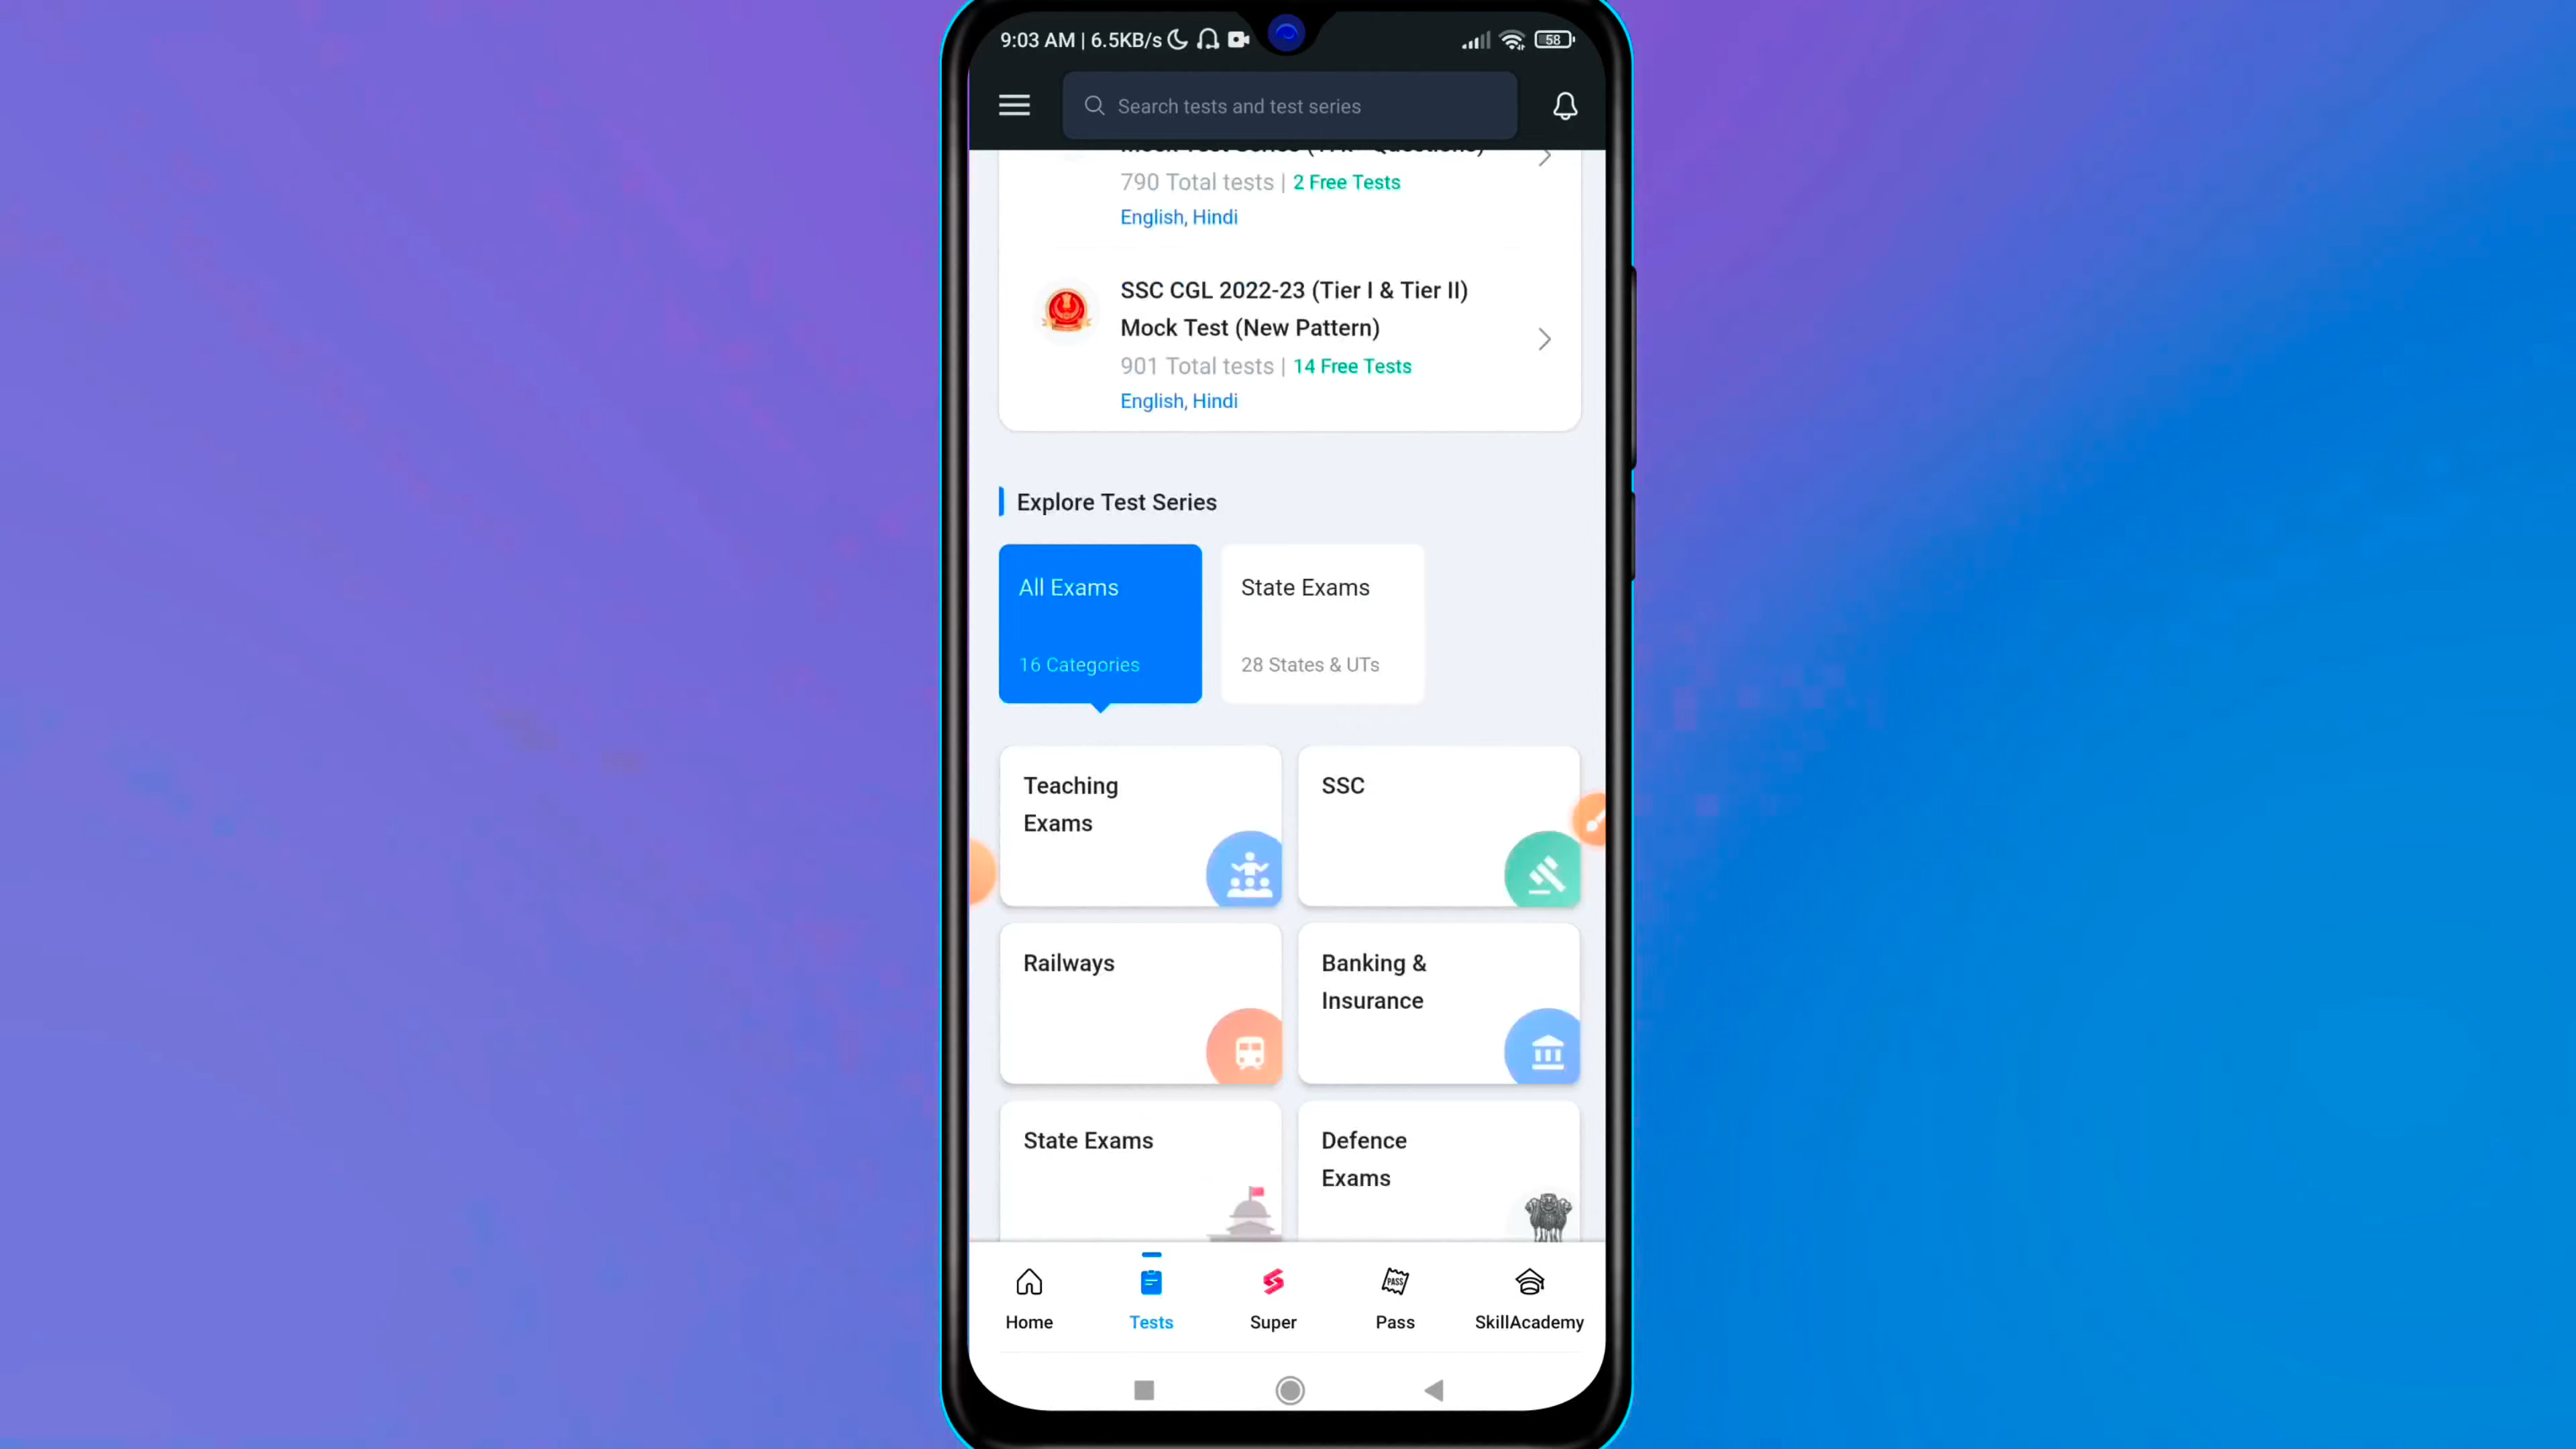 9:03 AM | 6.5KB/s
58
Search tests and test series
790 Total tests | 2 Free Tests
English, Hindi
SSC CGL 2022-23 (Tier I & Tier II)
Mock Test (New Pattern)
901 Total tests | 14 Free Tests
English, Hindi
Explore Test Series
All Exams
State Exams
16 Categories
28 States & UTs
Teaching
Exams
SSC
Railways
Banking &
Insurance
State Exams
Defence
Exams
PASS
Home
Tests
Super
Pass
SkillAcademy